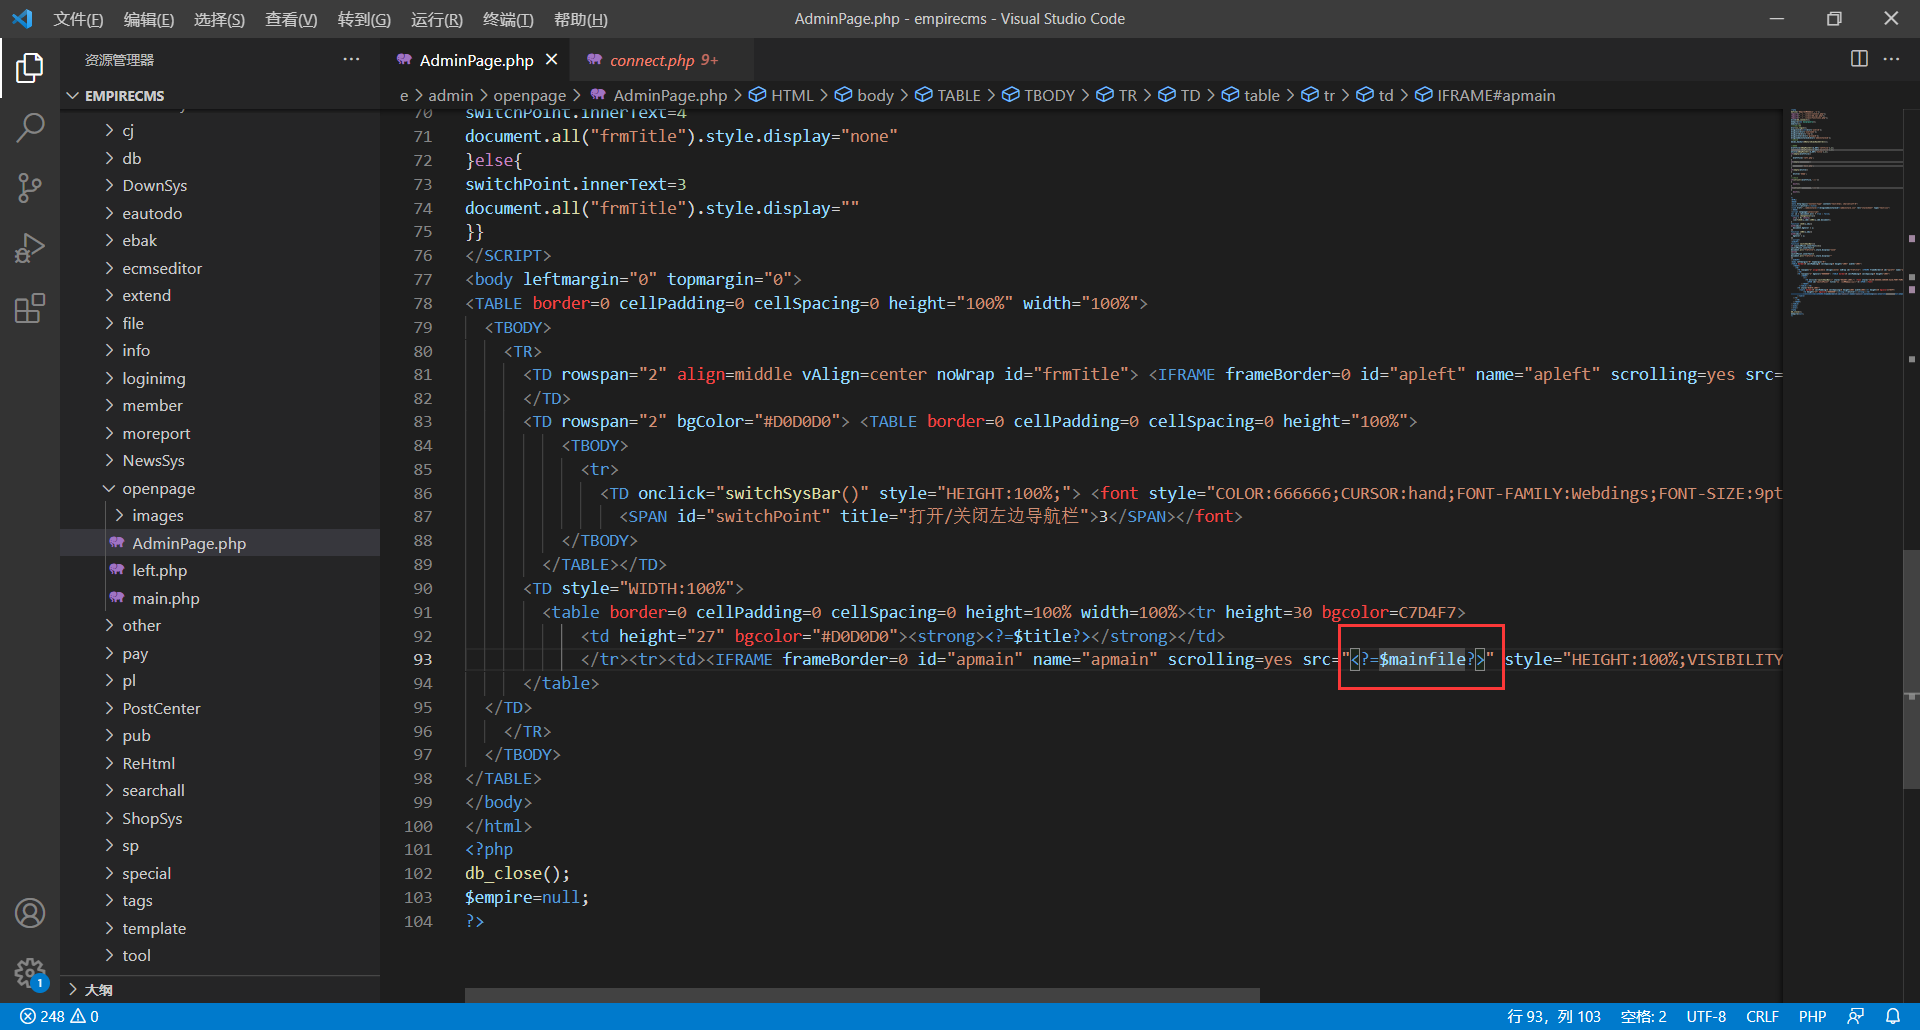 文件(F) 编辑(E) 选择(S) 查看(V) 转到(G) 运行(R) 终端(T) 帮助(H) AdminPage.php - empirecms - Visual Studio Code
资源管理器
EMPIRECMS
cj
db
DownSys
eautodo
ebak
ecmseditor
extend
file
info
loginimg
member
moreport
NewsSys
openpage
images
AdminPage.php
left.php
main.php
other
pay
pl
PostCenter
pub
ReHtml
searchall
ShopSys
sp
special
tags
template
tool
大纲
AdminPage.php connect.php 9+
e > admin > openpage > AdminPage.php > HTML > body > TABLE > TBODY > TR > TD > table > tr > td > IFRAME#apmain
70 switchPoint.innerText=4
71 document.all("frmTitle").style.display="none"
72 }else{
73 switchPoint.innerText=3
74 document.all("frmTitle").style.display=""
75 }}
76 </SCRIPT>
77 <body leftmargin="0" topmargin="0">
78 <TABLE border=0 cellPadding=0 cellSpacing=0 height="100%" width="100%">
79 <TBODY>
80 <TR>
81 <TD rowspan="2" align=middle vAlign=center noWrap id="frmTitle"> <IFRAME frameBorder=0 id="apleft" name="apleft" scrolling=yes src=
82 </TD>
83 <TD rowspan="2" bgColor="#D0D0D0"> <TABLE border=0 cellPadding=0 cellSpacing=0 height="100%">
84 <TBODY>
85 <tr>
86 <TD onclick="switchSysBar()" style="HEIGHT:100%;"> <font style="COLOR:666666;CURSOR:hand;FONT-FAMILY:Webdings;FONT-SIZE:9pt
87 <SPAN id="switchPoint" title="打开/关闭左边导航栏">3</SPAN></font>
88 </TBODY>
89 </TABLE></TD>
90 <TD style="WIDTH:100%">
91 <table border=0 cellPadding=0 cellSpacing=0 height=100% width=100%><tr height=30 bgcolor=C7D4F7>
92 <td height="27" bgcolor="#D0D0D0"><strong><?=$title?></strong></td>
93 </tr><tr><td><IFRAME frameBorder=0 id="apmain" name="apmain" scrolling=yes src="<?=$mainfile?>" style="HEIGHT:100%;VISIBILITY
94 </table>
95 </TD>
96 </TR>
97 </TBODY>
98 </TABLE>
99 </body>
100 </html>
101 <?php
102 db_close();
103 $empire=null;
104 ?>
1
248 0 行 93，列 103 空格: 2 UTF-8 CRLF PHP